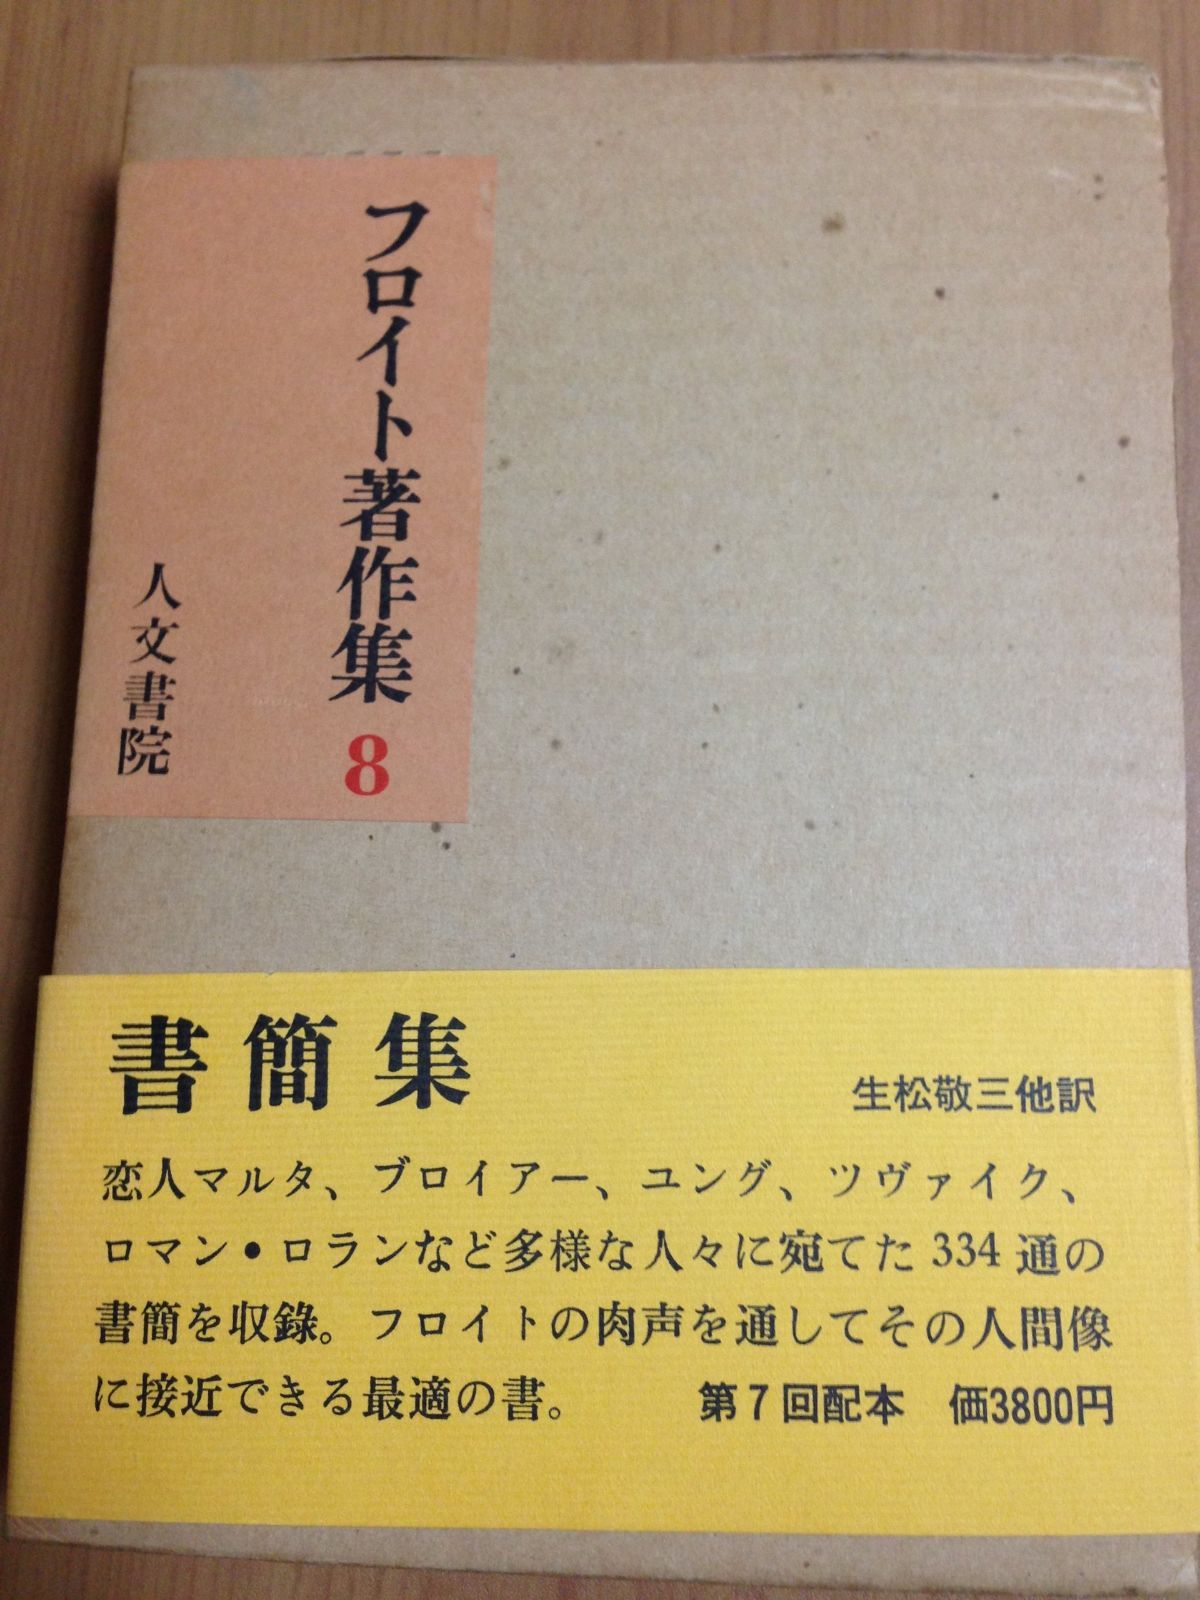 フロイト著作集 8
人文書院
書簡集
生松敬三他訳
恋人マルタ、ブロイアー、ユング、ツヴァイク、
ロマン・ロランなど多様な人々に宛てた 334 通の
書簡を収錄。フロイトの肉声を通してその人間像
に接近できる最適の書。
第7回配本 価3800円